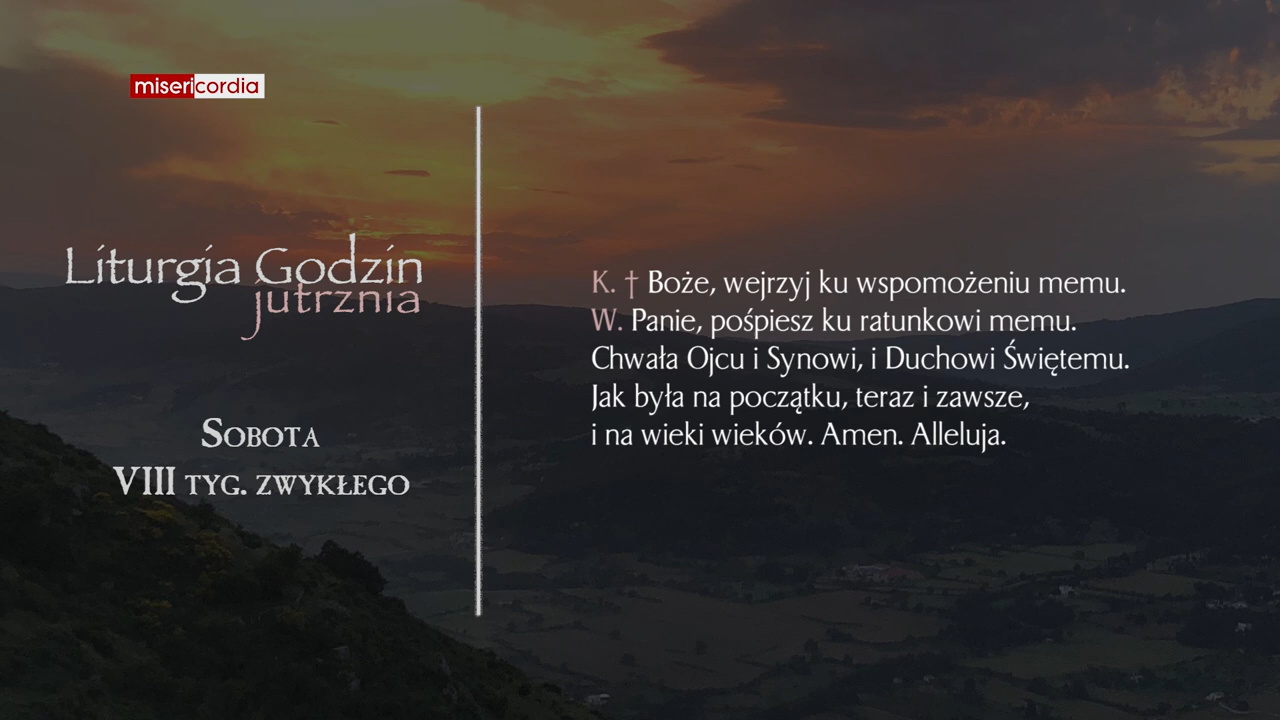 misericordia
Liturgia Godzin
jutrznia
Sobota
VIII tyg. zwykłego
K. † Boże, wejrzyj ku wspomożeniu memu.
W. Panie, pośpiesz ku ratunkowi memu.
Chwała Ojcu i Synowi, i Duchowi Świętemu.
Jak była na początku, teraz i zawsze,
i na wieki wieków. Amen. Alleluja.